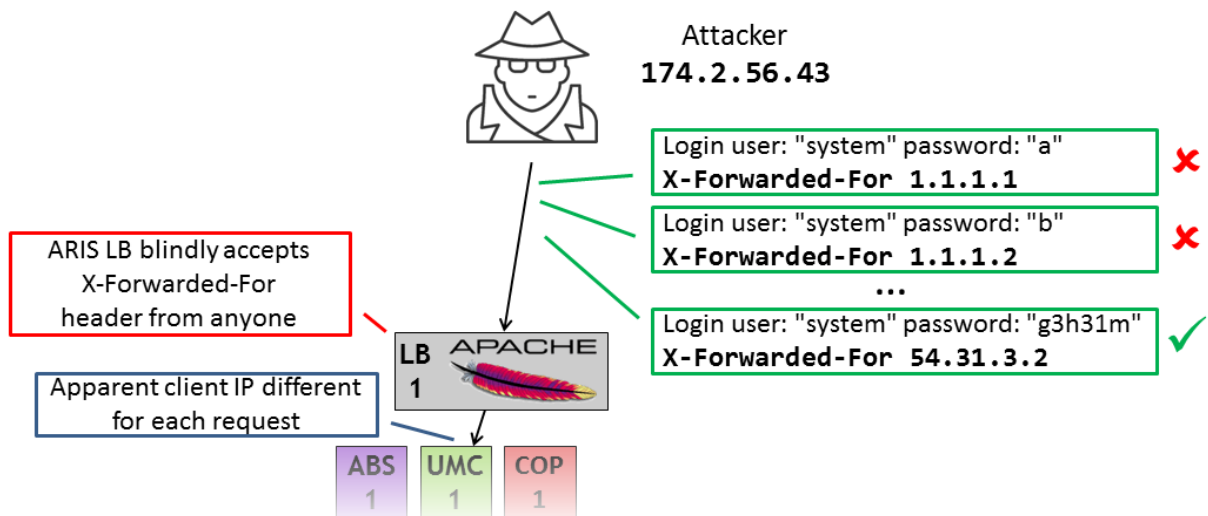 Attacker
174.2.56.43
Login user: "system" password: "a"
X-Forwarded-For 1.1.1.1
Login user: "system" password: "b"
X-Forwarded-For 1.1.1.2
...
Login user: "system" password: "g3h31m"
X-Forwarded-For 54.31.3.2
ARIS LB blindly accepts
X-Forwarded-For
header from anyone
LB
1
APACHE
Apparent client IP different
for each request
ABS
1
UMC
1
COP
1